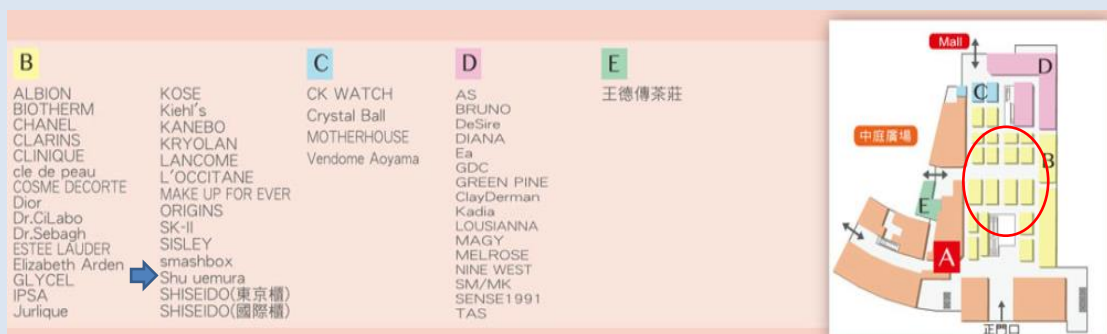 B
ALBION
BIOTHERM
CHANEL
CLARINS
CLINIQUE
cle de peau
COSME DECORTE
Dior
Dr.CiLabo
Dr.Sebagh
ESTEE LAUDER
Elizabeth Arden
GLYCEL
IPSA
Jurlique
KOSE
Kiehl's
KANEBO
KRYOLAN
LANCOME
L'OCCITANE
MAKE UP FOR EVER
ORIGINS
SK-II
SISLEY
smashbox
Shu uemura
SHISEIDO(東京櫃)
SHISEIDO(國際櫃)
C
CK WATCH
Crystal Ball
MOTHERHOUSE
Vendome Aoyama
D
AS
BRUNO
DeSire
DIANA
Ea
GDC
GREEN PINE
ClayDerman
Kadia
LOUSIANNA
MAGY
MELROSE
NINE WEST
SM/MK
SENSE1991
TAS
E
王德傳茶莊
Mall
D
C
中庭廣場
B
E
A
正門口